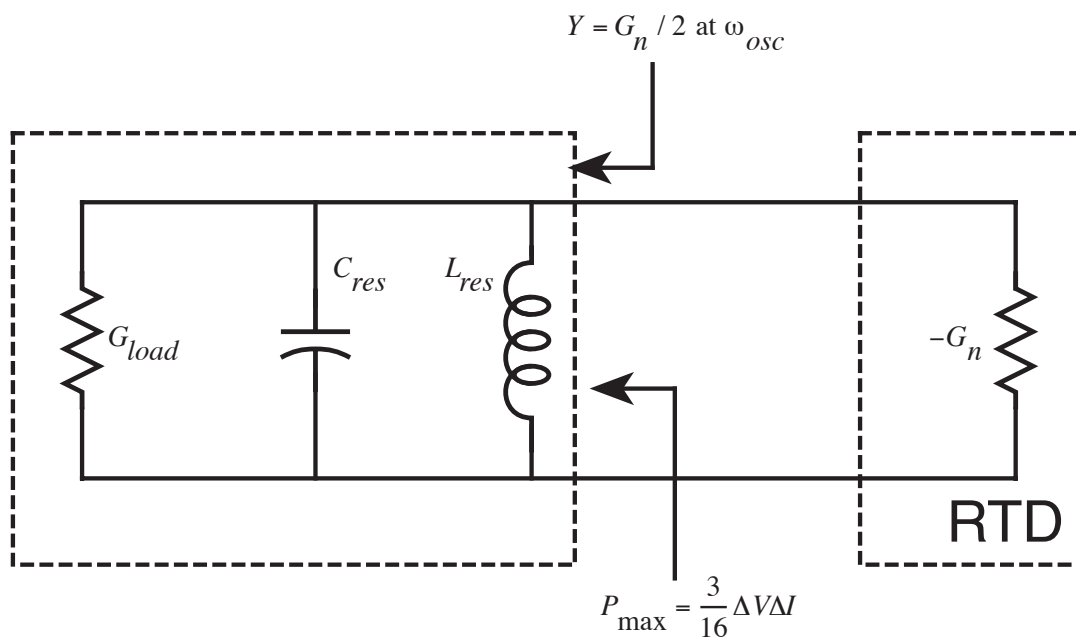 Y = G_n / 2 at ω_osc
C_res
L_res
G_load
−G_n
RTD
P_max = 3/16 ΔVΔI